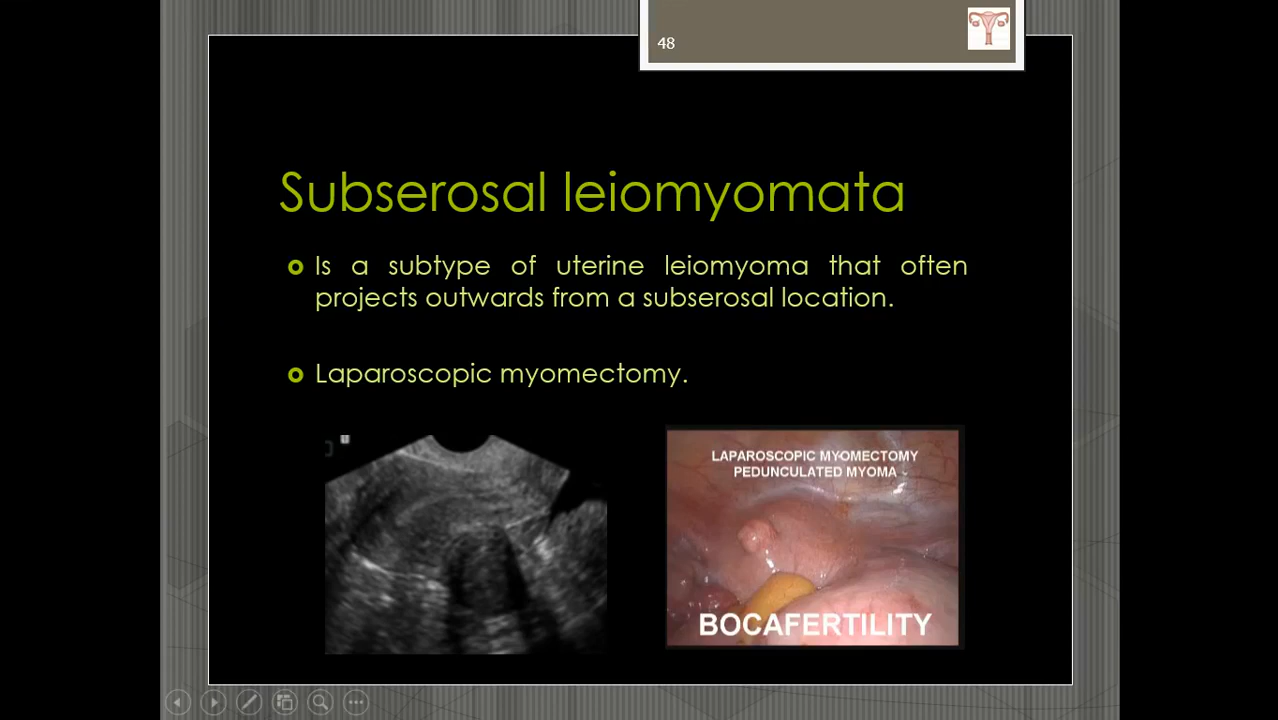 48
Subserosal leiomyomata
Is a subtype of uterine leiomyoma that often
projects outwards from a subserosal location.
Laparoscopic myomectomy.
LAPAROSCOPIC MYOMECTOMY
PEDUNCULATED MYOMA
BOCAFERTILITY